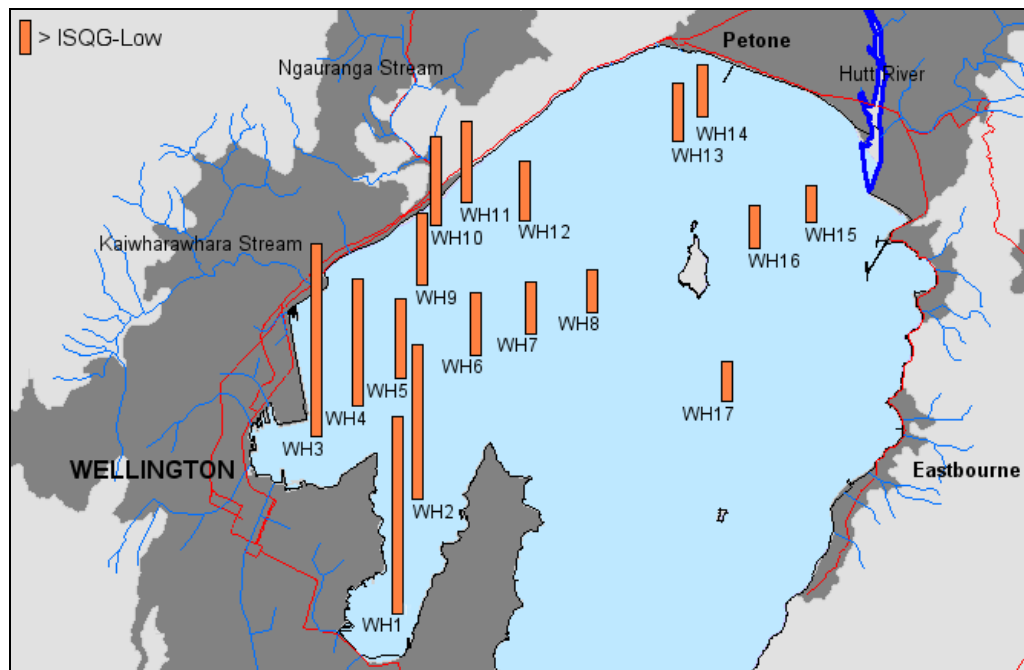 > ISQG-Low
Petone
Ngauranga Stream
Hutt River
WH14
WH13
WH11
WH10
WH12
WH15
Kaiwharawhara Stream
WH16
WH9
WH8
WH7
WH6
WH5
WH17
WH4
WH3
WELLINGTON
Eastbourne
WH2
WH1